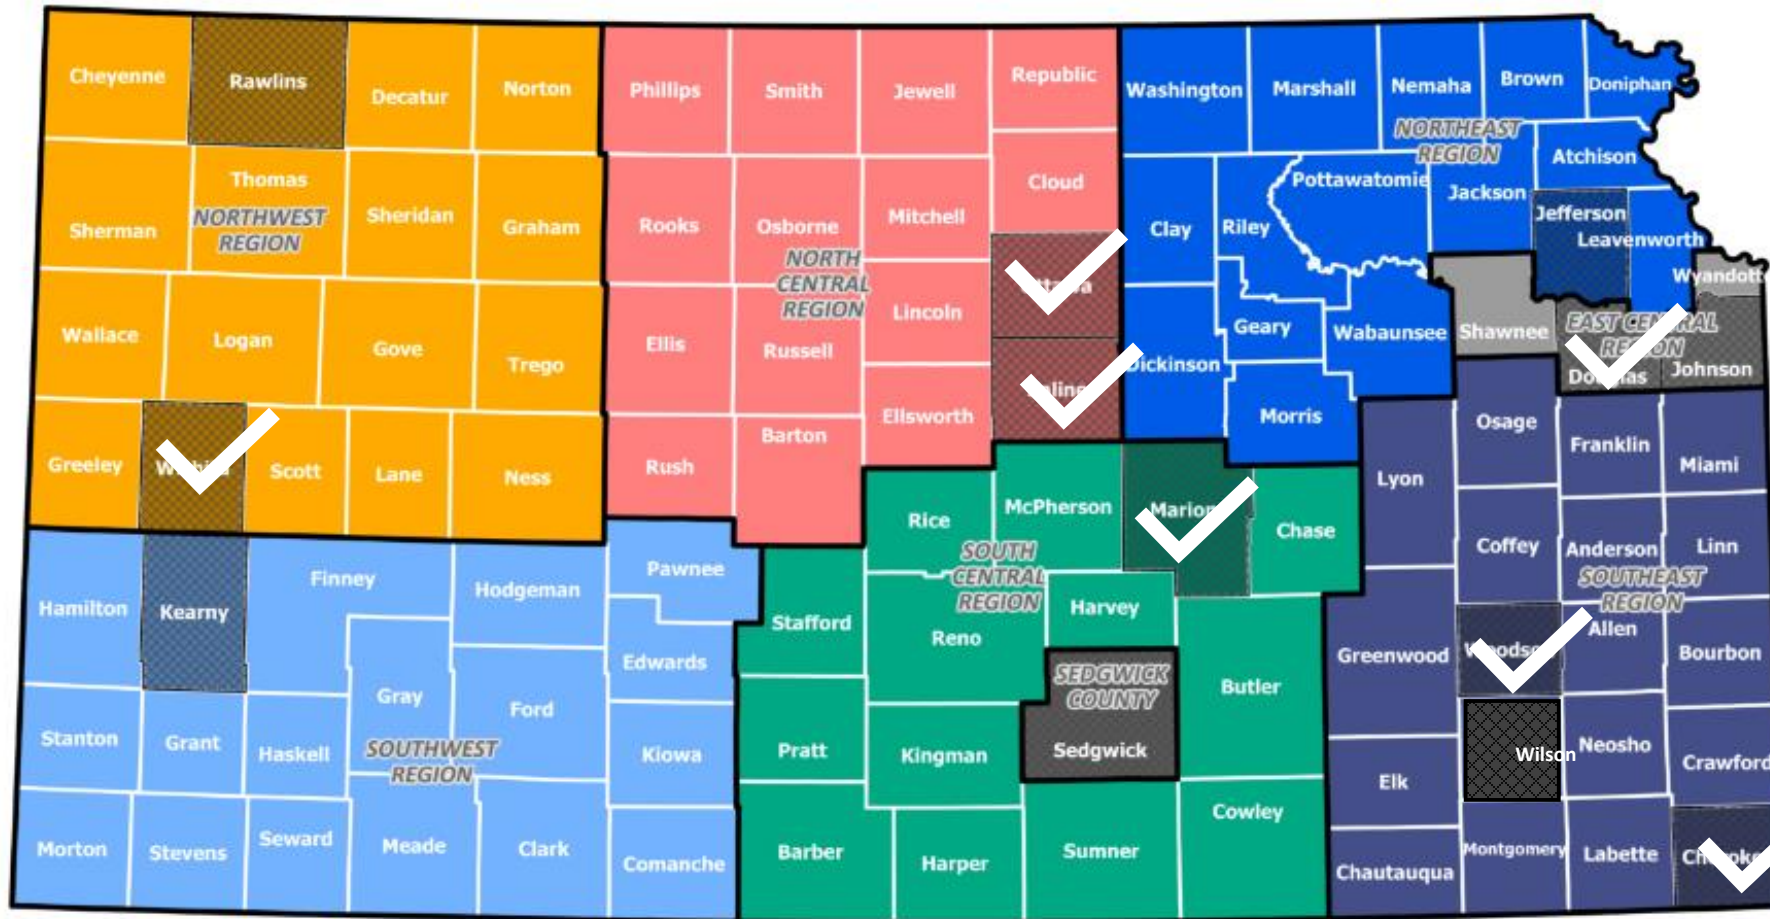 Cheyenne
Rawlins
Decatur
Norton
Phillips
Smith
Jewell
Republic
Washington
Marshall
Nemaha
Brown
Doniphan
NORTHEAST
REGION
Atchison
Thomas
Sheridan
Graham
Sherman
NORTHWEST
REGION
Rooks
Osborne
Mitchell
Cloud
Clay
Riley
Pottawatomie
Jackson
Jefferson
Leavenworth
Wyandott
NORTH
CENTRAL
REGION
Wallace
Logan
Gove
Trego
Ellis
Russell
Lincoln
Geary
Wabaunsee
Shawnee
EAST CENTRAL
REGION
Johnson
Dickinson
Ellsworth
Morris
Greeley
Scott
Lane
Ness
Rush
Barton
Osage
Franklin
Miami
Lyon
Rice
McPherson
Marion
Chase
Coffey
Anderson
Linn
SOUTH
CENTRAL
REGION
SOUTHEAST
REGION
Hamilton
Kearny
Finney
Hodgeman
Pawnee
Stafford
Reno
Harvey
Allen
Edwards
Greenwood
Bourbon
Gray
Ford
SEDGWICK
COUNTY
Sedgwick
Butler
Stanton
Grant
Haskell
SOUTHWEST
REGION
Kiowa
Pratt
Kingman
Wilson
Neosho
Crawford
Elk
Cowley
Morton
Stevens
Seward
Meade
Clark
Comanche
Barber
Harper
Sumner
Chautauqua
Montgomery
Labette